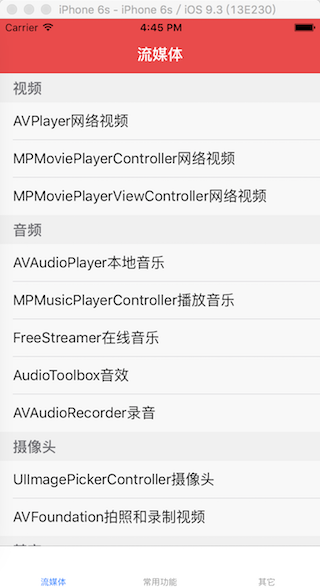 iPhone 6s - iPhone 6s / iOS 9.3 (13E230)
Carrier 4:45 PM
流媒体
视频
AVPlayer网络视频
MPMoviePlayerController网络视频
MPMoviePlayerViewController网络视频
音频
AVAudioPlayer本地音乐
MPMusicPlayerController播放音乐
FreeStreamer在线音乐
AudioToolbox音效
AVAudioRecorder录音
摄像头
UIImagePickerController摄像头
AVFoundation拍照和录制视频
流媒体 常用功能 其它